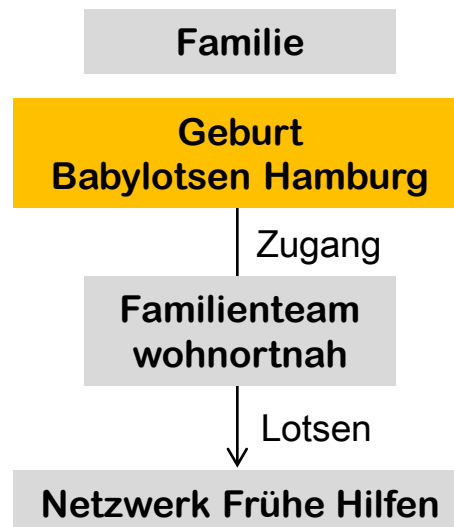 Familie
Geburt
Babylotsen Hamburg
Zugang
Familienteam
wohnortnah
Lotsen
Netzwerk Frühe Hilfen